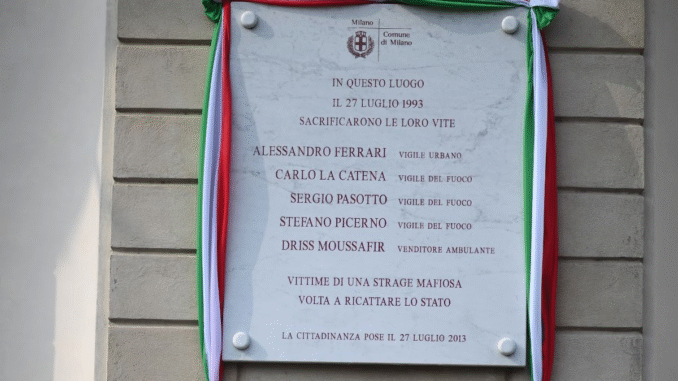 Milano
Comune
di Milano
IN QUESTO LUOGO
IL 27 LUGLIO 1993
SACRIFICARONO LE LORO VITE
ALESSANDRO FERRARI VIGILE URBANO
CARLO LA CATENA VIGILE DEL FUOCO
SERGIO PASOTTO VIGILE DEL FUOCO
STEFANO PICERNO VIGILE DEL FUOCO
DRISS MOUSSAFIR VENDITORE AMBULANTE
VITTIME DI UNA STRAGE MAFIOSA
VOLTA A RICATTARE LO STATO
LA CITTADINANZA POSE IL 27 LUGLIO 2013